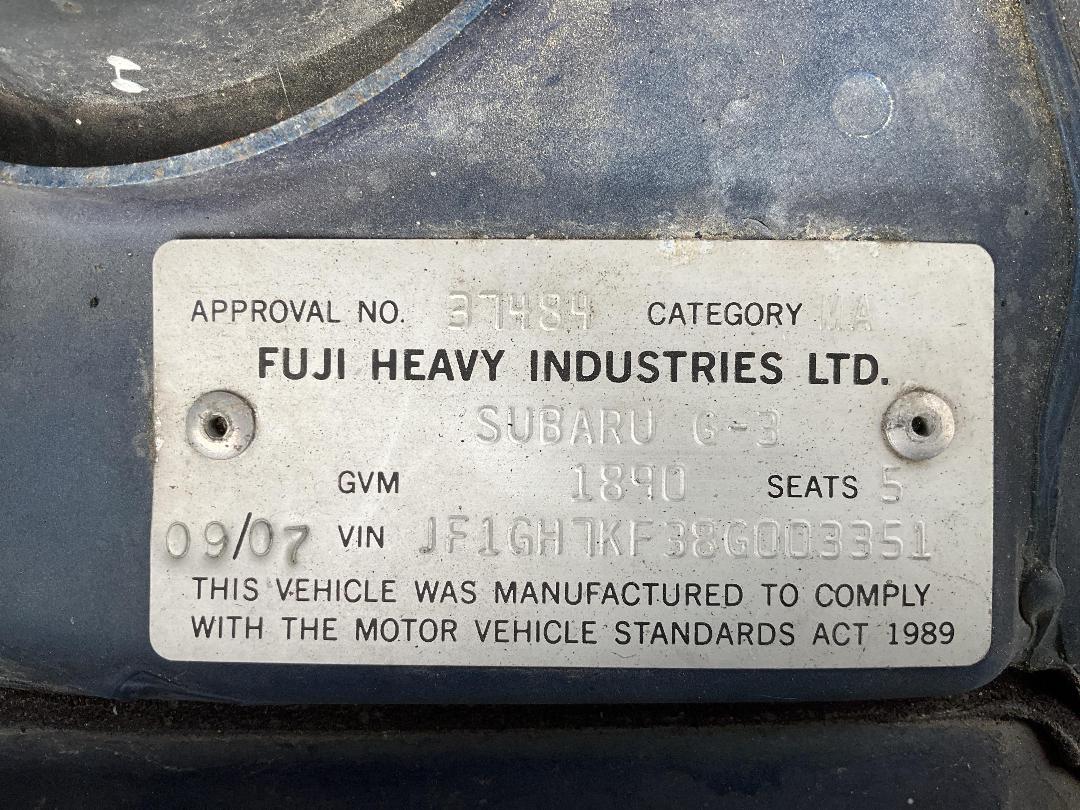 APPROVAL NO. 37484 CATEGORY MA
FUJI HEAVY INDUSTRIES LTD.
SUBARU G-3
GVM 1890 SEATS 5
09/07 VIN JF1GH7KF38G003351
THIS VEHICLE WAS MANUFACTURED TO COMPLY
WITH THE MOTOR VEHICLE STANDARDS ACT 1989